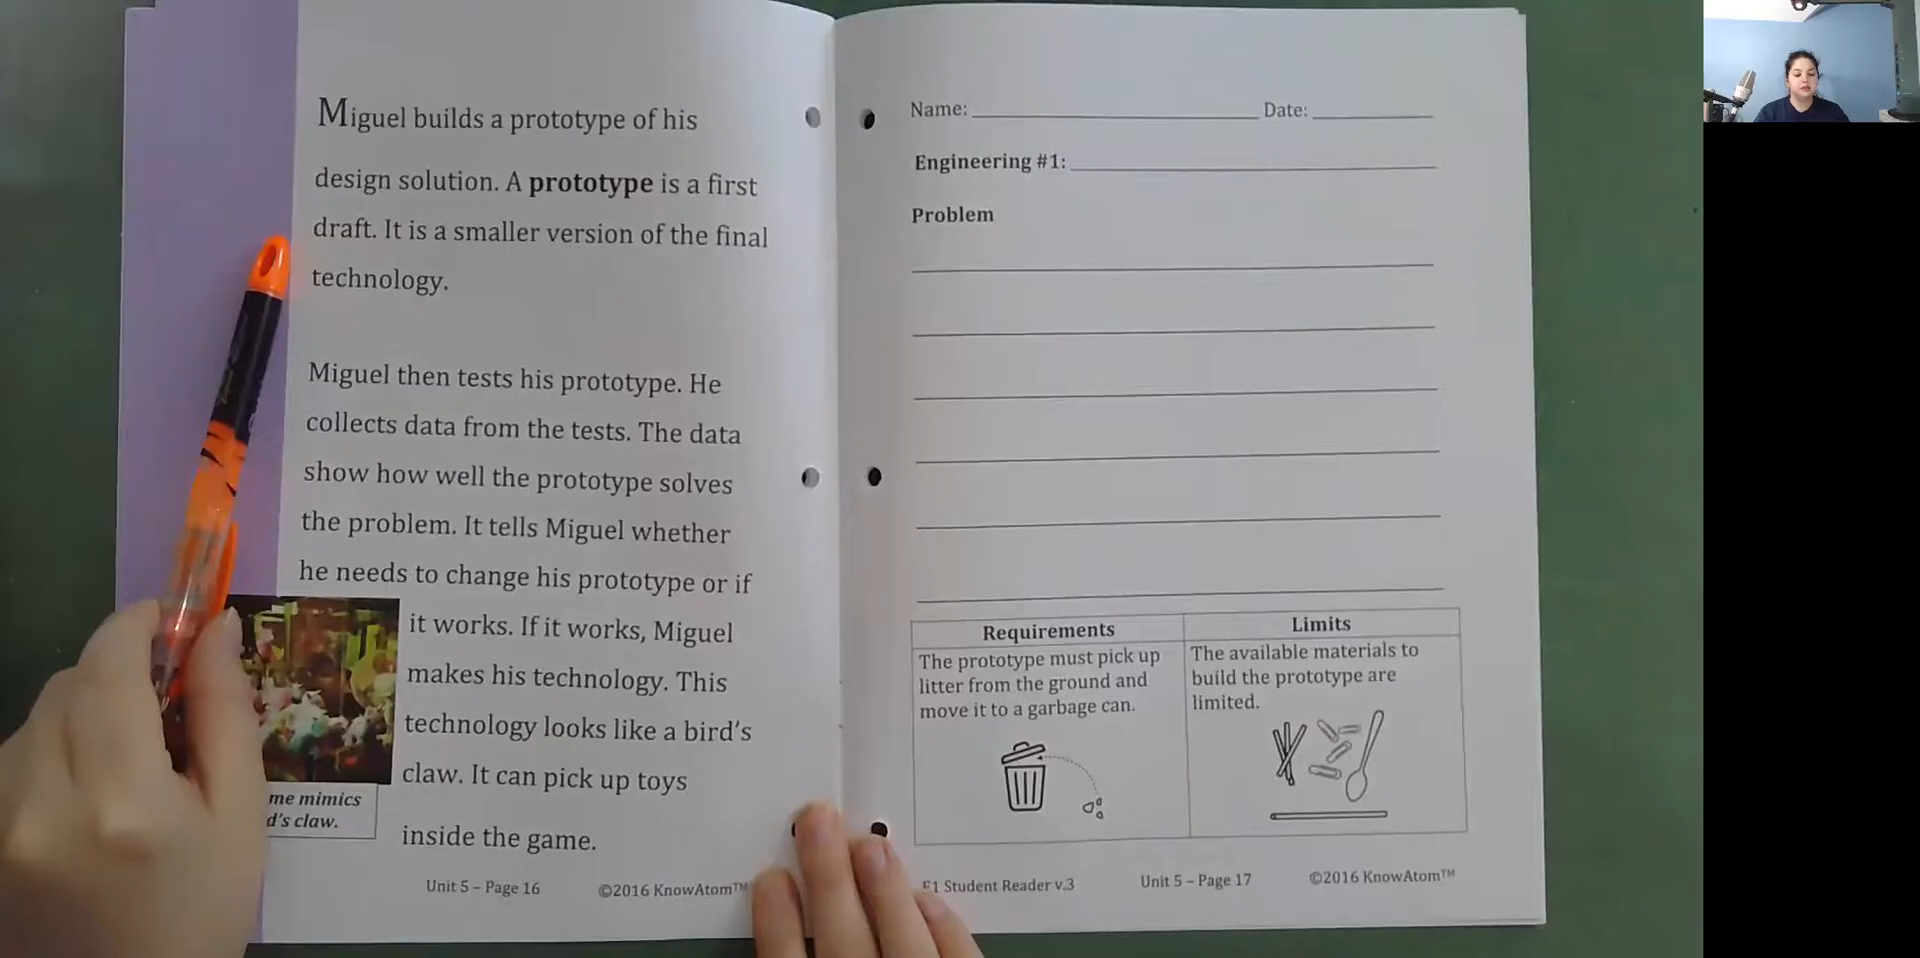 Miguel builds a prototype of his
design solution. A prototype is a first
draft. It is a smaller version of the final
technology.
Miguel then tests his prototype. He
collects data from the tests. The data
show how well the prototype solves
the problem. It tells Miguel whether
he needs to change his prototype or if
it works. If it works, Miguel
makes his technology. This
technology looks like a bird's
claw. It can pick up toys
inside the game.
me mimics
d's claw.
Unit 5 – Page 16 ©2016 KnowAtom™
Name: Date:
Engineering #1:
Problem
Requirements
The prototype must pick up
litter from the ground and
move it to a garbage can.
Limits
The available materials to
build the prototype are
limited.
1 Student Reader v.3 Unit 5 – Page 17 ©2016 KnowAtom™